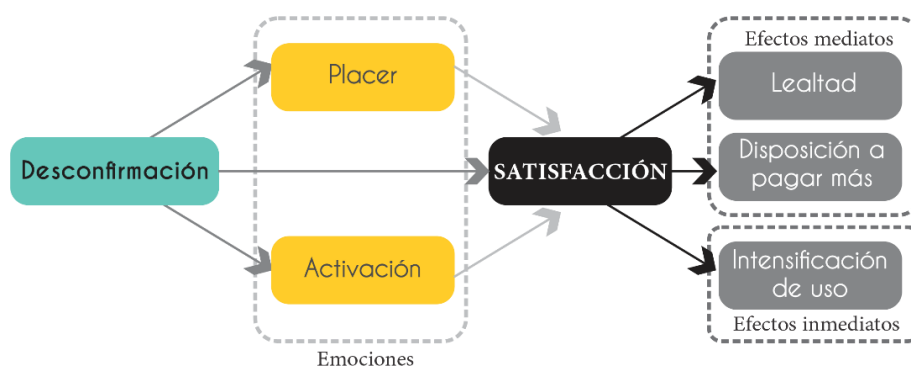 Desconfirmación
Placer
Activación
Emociones
SATISFACCIÓN
Efectos mediatos
Lealtad
Disposición a
pagar más
Intensificación
de uso
Efectos inmediatos